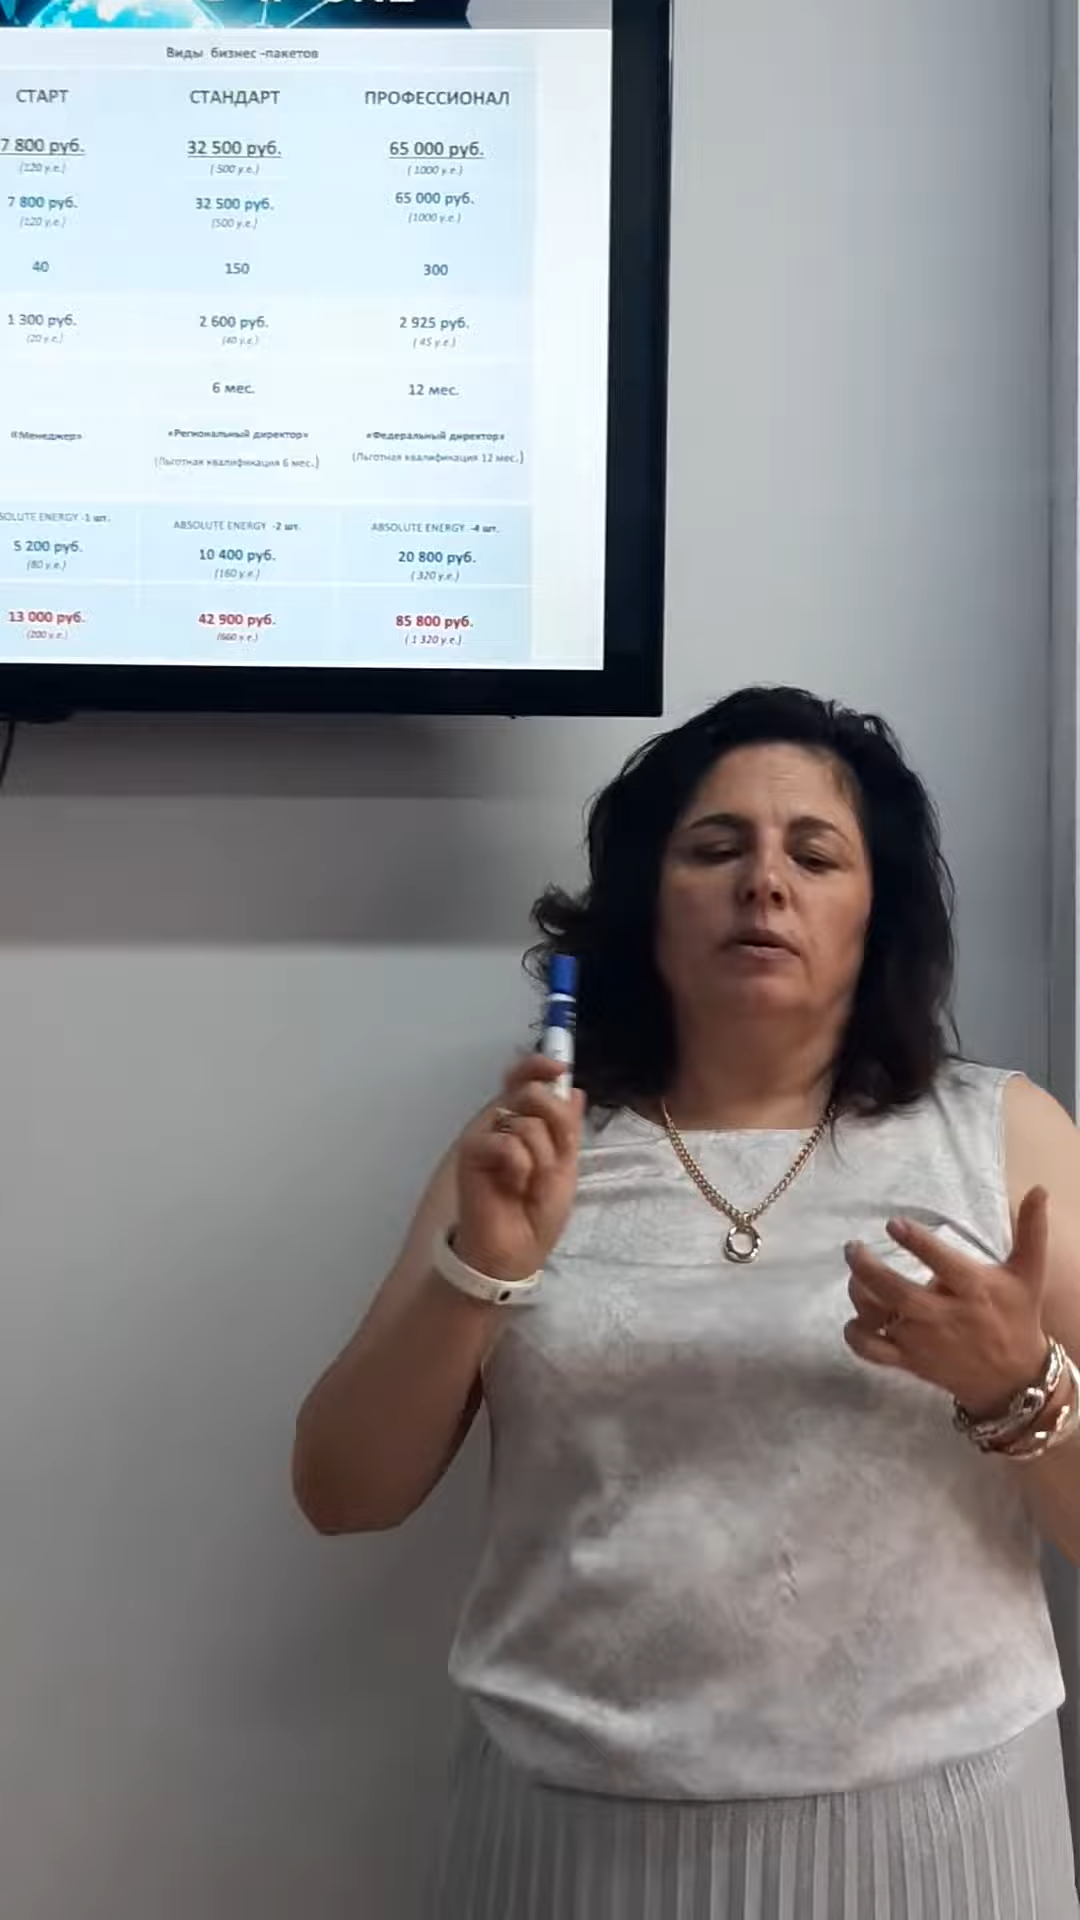 Виды бизнес -пакетов
СТАРТ СТАНДАРТ ПРОФЕССИОНАЛ
7 800 руб. 32 500 руб. 65 000 руб.
(120 у.е.) ( 500 у.е.) ( 1000 у.е.)
7 800 руб. 32 500 руб. 65 000 руб.
(120 у.е.) (500 у.е.) (1000 у.е.)
40 150 300
1 300 руб. 2 600 руб. 2 925 руб.
(20 у.е.) (40 у.е.) ( 45 у.е.)
6 мес. 12 мес.
«Менеджер» «Региональный директор» «Федеральный директор»
(Льготная квалификация 6 мес.) (Льготная квалификация 12 мес.)
SOLUTE ENERGY -1 шт. ABSOLUTE ENERGY -2 шт. ABSOLUTE ENERGY -4 шт.
5 200 руб. 10 400 руб. 20 800 руб.
(80 у.е.) (160 у.е.) ( 320 у.е.)
13 000 руб. 42 900 руб. 85 800 руб.
(200 у.е.) (660 у.е.) ( 1 320 у.е.)